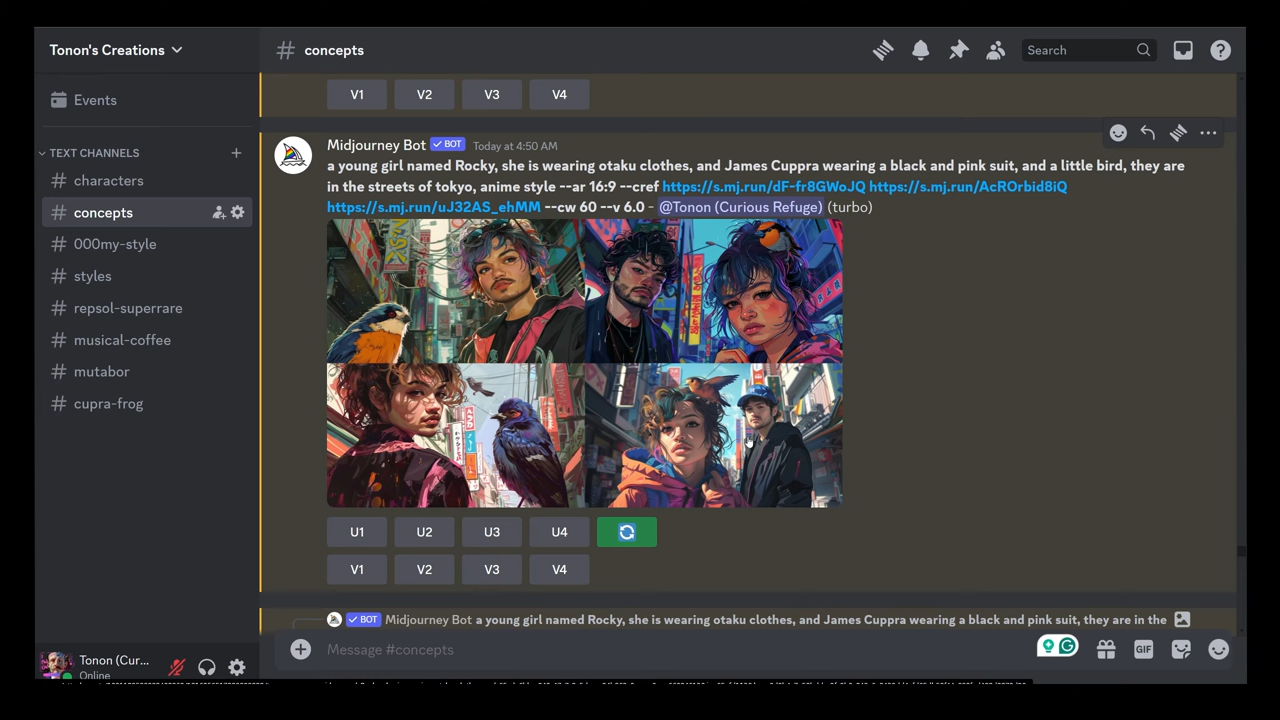 Tonon's Creations
# concepts
Search
Events
V1 V2 V3 V4
TEXT CHANNELS
Midjourney Bot BOT Today at 4:50 AM
a young girl named Rocky, she is wearing otaku clothes, and James Cuppra wearing a black and pink suit, and a little bird, they are
in the streets of tokyo, anime style --ar 16:9 --cref https://s.mj.run/dF-fr8GWoJQ https://s.mj.run/AcROrbid8iQ
https://s.mj.run/uJ32AS_ehMM --cw 60 --v 6.0 - @Tonon (Curious Refuge) (turbo)
# characters
# concepts
# 000my-style
# styles
# repsol-superrare
# musical-coffee
# mutabor
# cupra-frog
U1 U2 U3 U4
V1 V2 V3 V4
BOT Midjourney Bot a young girl named Rocky, she is wearing otaku clothes, and James Cuppra wearing a black and pink suit, and a little bird, they are in the
Message #concepts
GIF
Tonon (Cur...
Online